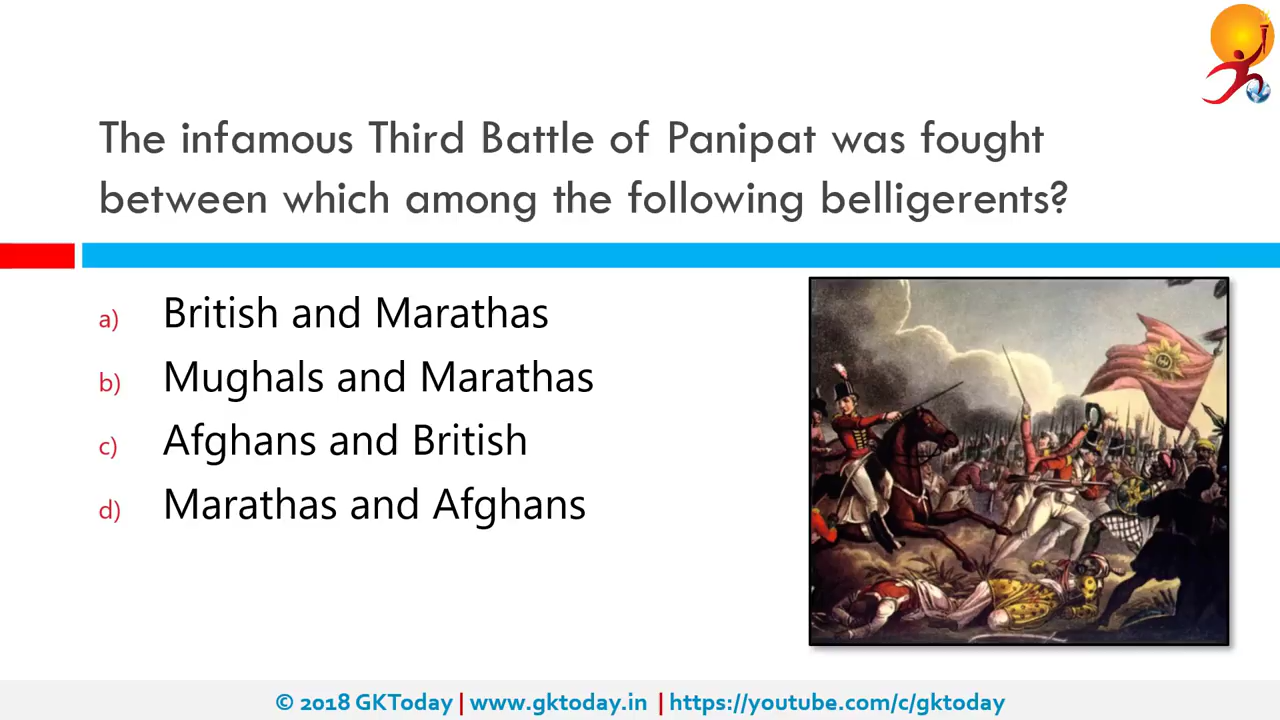 The infamous Third Battle of Panipat was fought
between which among the following belligerents?
a) British and Marathas
b) Mughals and Marathas
c) Afghans and British
d) Marathas and Afghans
© 2018 GKToday | www.gktoday.in | https://youtube.com/c/gktoday